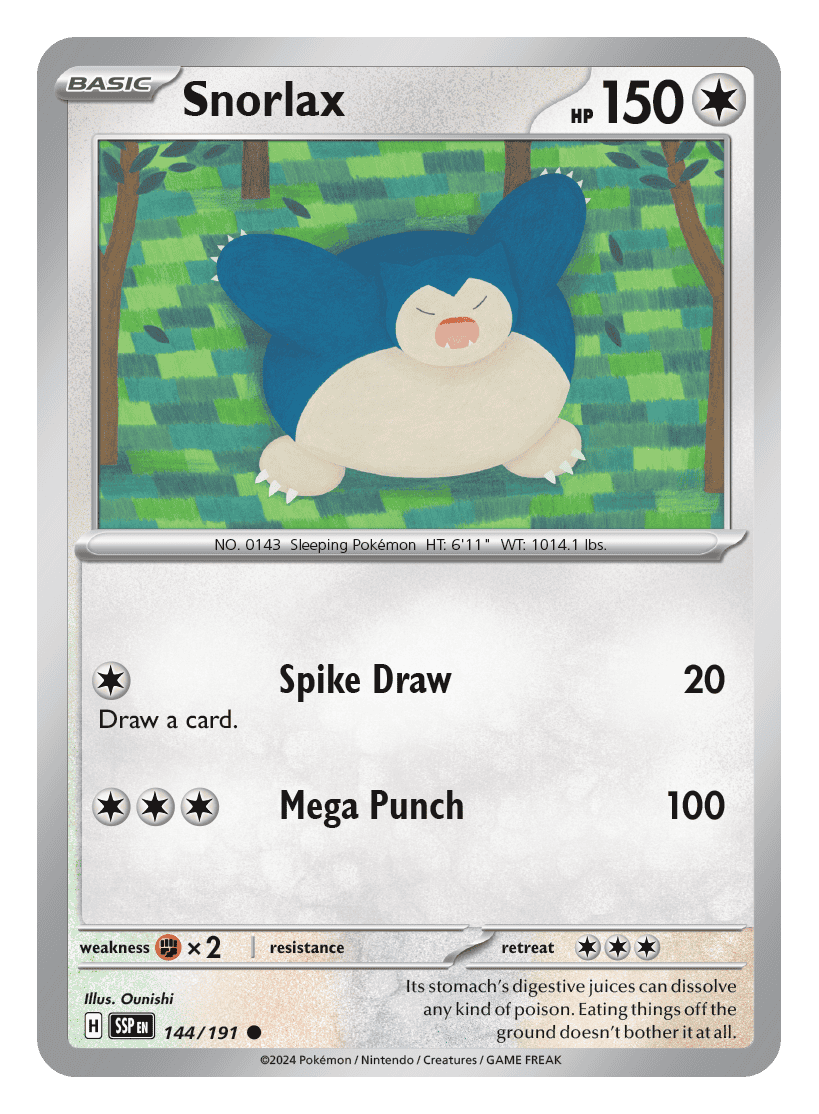 BASIC
Snorlax
HP 150
NO. 0143 Sleeping Pokémon HT: 6'11" WT: 1014.1 lbs.
Spike Draw 20
Draw a card.
Mega Punch 100
weakness ×2 resistance retreat
Its stomach's digestive juices can dissolve
any kind of poison. Eating things off the
ground doesn't bother it at all.
Illus. Ounishi
H SSP EN 144/191
©2024 Pokémon / Nintendo / Creatures / GAME FREAK